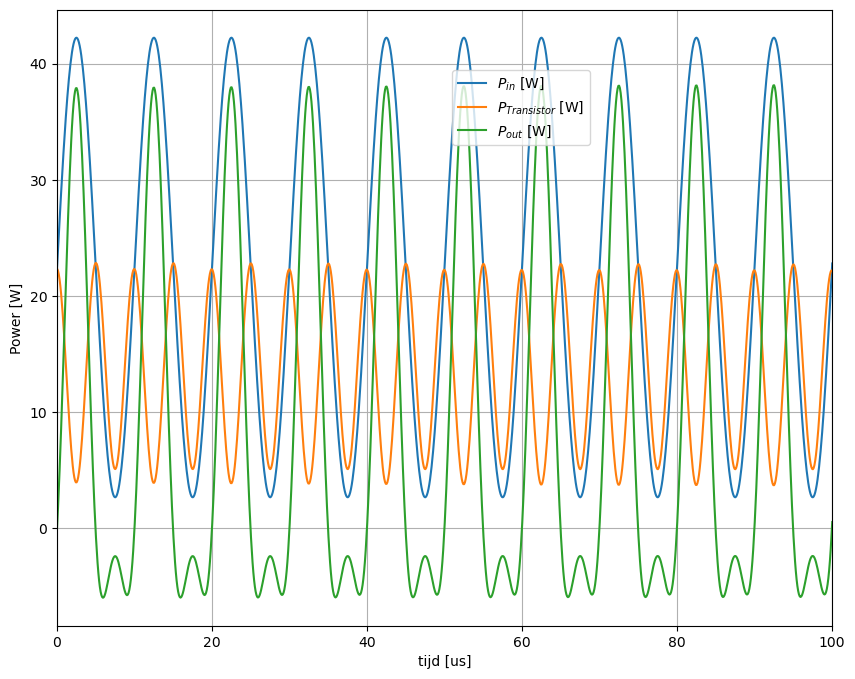 Power [W]
40
30
20
10
0
P_in [W]
P_Transistor [W]
P_out [W]
0 20 40 60 80 100
tijd [us]